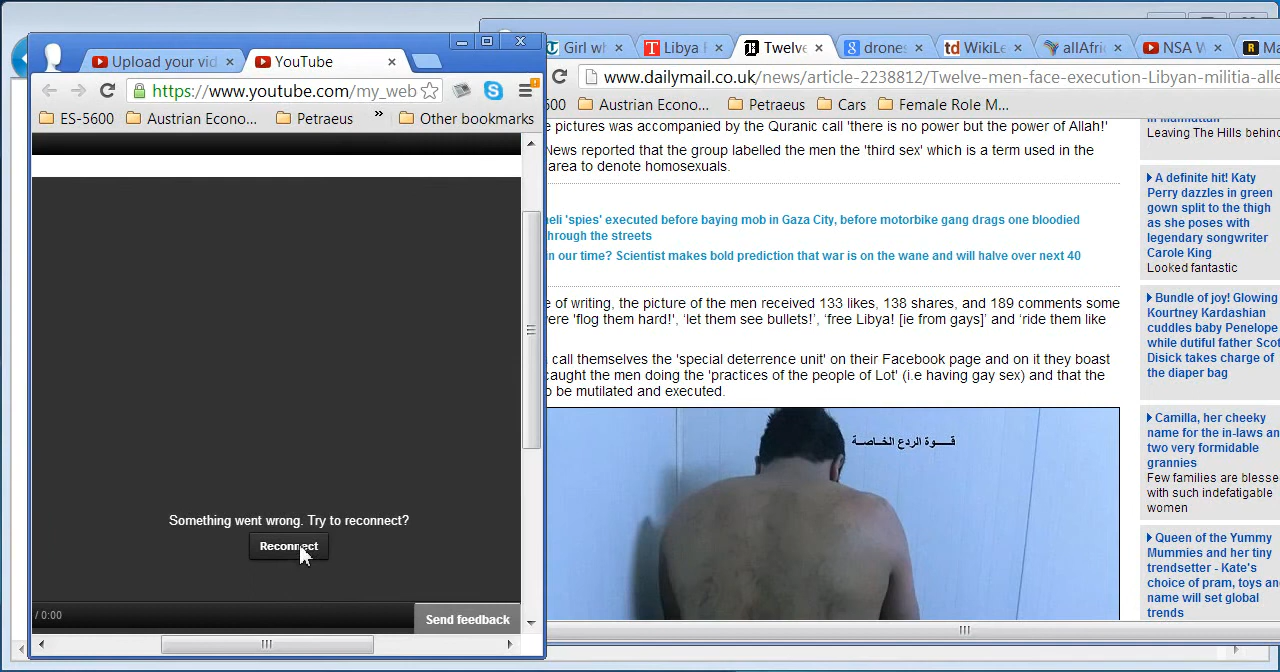 Upload your vid
YouTube
https://www.youtube.com/my_web
ES-5600
Austrian Econo...
Petraeus
»
Other bookmarks
Something went wrong. Try to reconnect?
Reconnect
/ 0:00
Send feedback
Girl wh
Libya F
Twelve
drones
WikiLe
allAfric
NSA W
Ma
www.dailymail.co.uk/news/article-2238812/Twelve-men-face-execution-Libyan-militia-alle
600
Austrian Econo...
Petraeus
Cars
Female Role M...
e pictures was accompanied by the Quranic call 'there is no power but the power of Allah!'
News reported that the group labelled the men the 'third sex' which is a term used in the
area to denote homosexuals.
eli 'spies' executed before baying mob in Gaza City, before motorbike gang drags one bloodied
hrough the streets
in our time? Scientist makes bold prediction that war is on the wane and will halve over next 40
e of writing, the picture of the men received 133 likes, 138 shares, and 189 comments some
ere 'flog them hard!', 'let them see bullets!', 'free Libya! [ie from gays]' and 'ride them like
call themselves the 'special deterrence unit' on their Facebook page and on it they boast
caught the men doing the 'practices of the people of Lot' (i.e having gay sex) and that the
o be mutilated and executed.
قــوة الردع الخــاصــة
Leaving The Hills behind
A definite hit! Katy
Perry dazzles in green
gown split to the thigh
as she poses with
legendary songwriter
Carole King
Looked fantastic
Bundle of joy! Glowing
Kourtney Kardashian
cuddles baby Penelope
while dutiful father Scot
Disick takes charge of
the diaper bag
Camilla, her cheeky
name for the in-laws an
two very formidable
grannies
Few families are blesse
with such indefatigable
women
Queen of the Yummy
Mummies and her tiny
trendsetter - Kate's
choice of pram, toys an
name will set global
trends